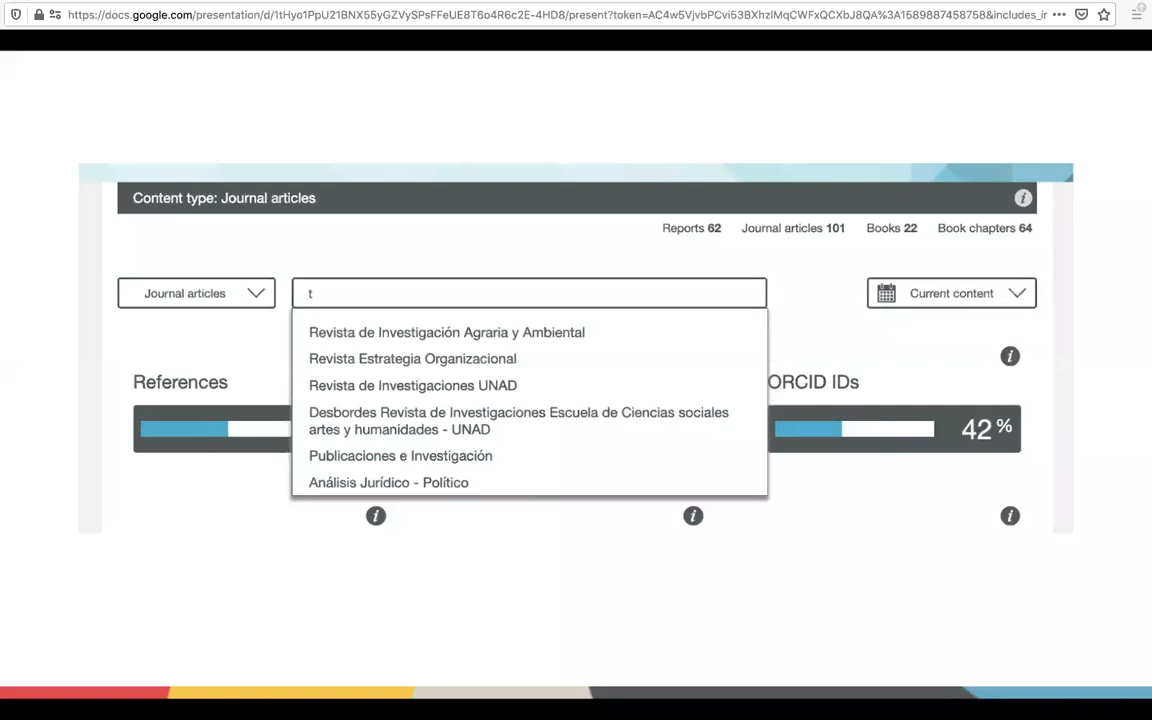 https://docs.google.com/presentation/d/1tHyo1PpU21BNX55yGZVySPsFFeUE8T6o4R6c2E-4HD8/present?token=AC4w5VjvbPCvi53BXhzlMqCWFxQCXbJ8QA%3A1589887458758&includes_ir
Content type: Journal articles
Reports 62 Journal articles 101 Books 22 Book chapters 64
Journal articles
t
Current content
Revista de Investigación Agraria y Ambiental
Revista Estrategia Organizacional
Revista de Investigaciones UNAD
Desbordes Revista de Investigaciones Escuela de Ciencias sociales
artes y humanidades - UNAD
Publicaciones e Investigación
Análisis Jurídico - Político
References
ORCID IDs
42 %